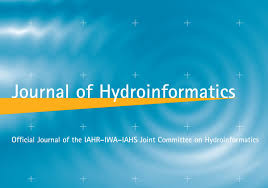 Journal of Hydroinformatics
Official Journal of the IAHR–IWA–IAHS Joint Committee on Hydroinformatics